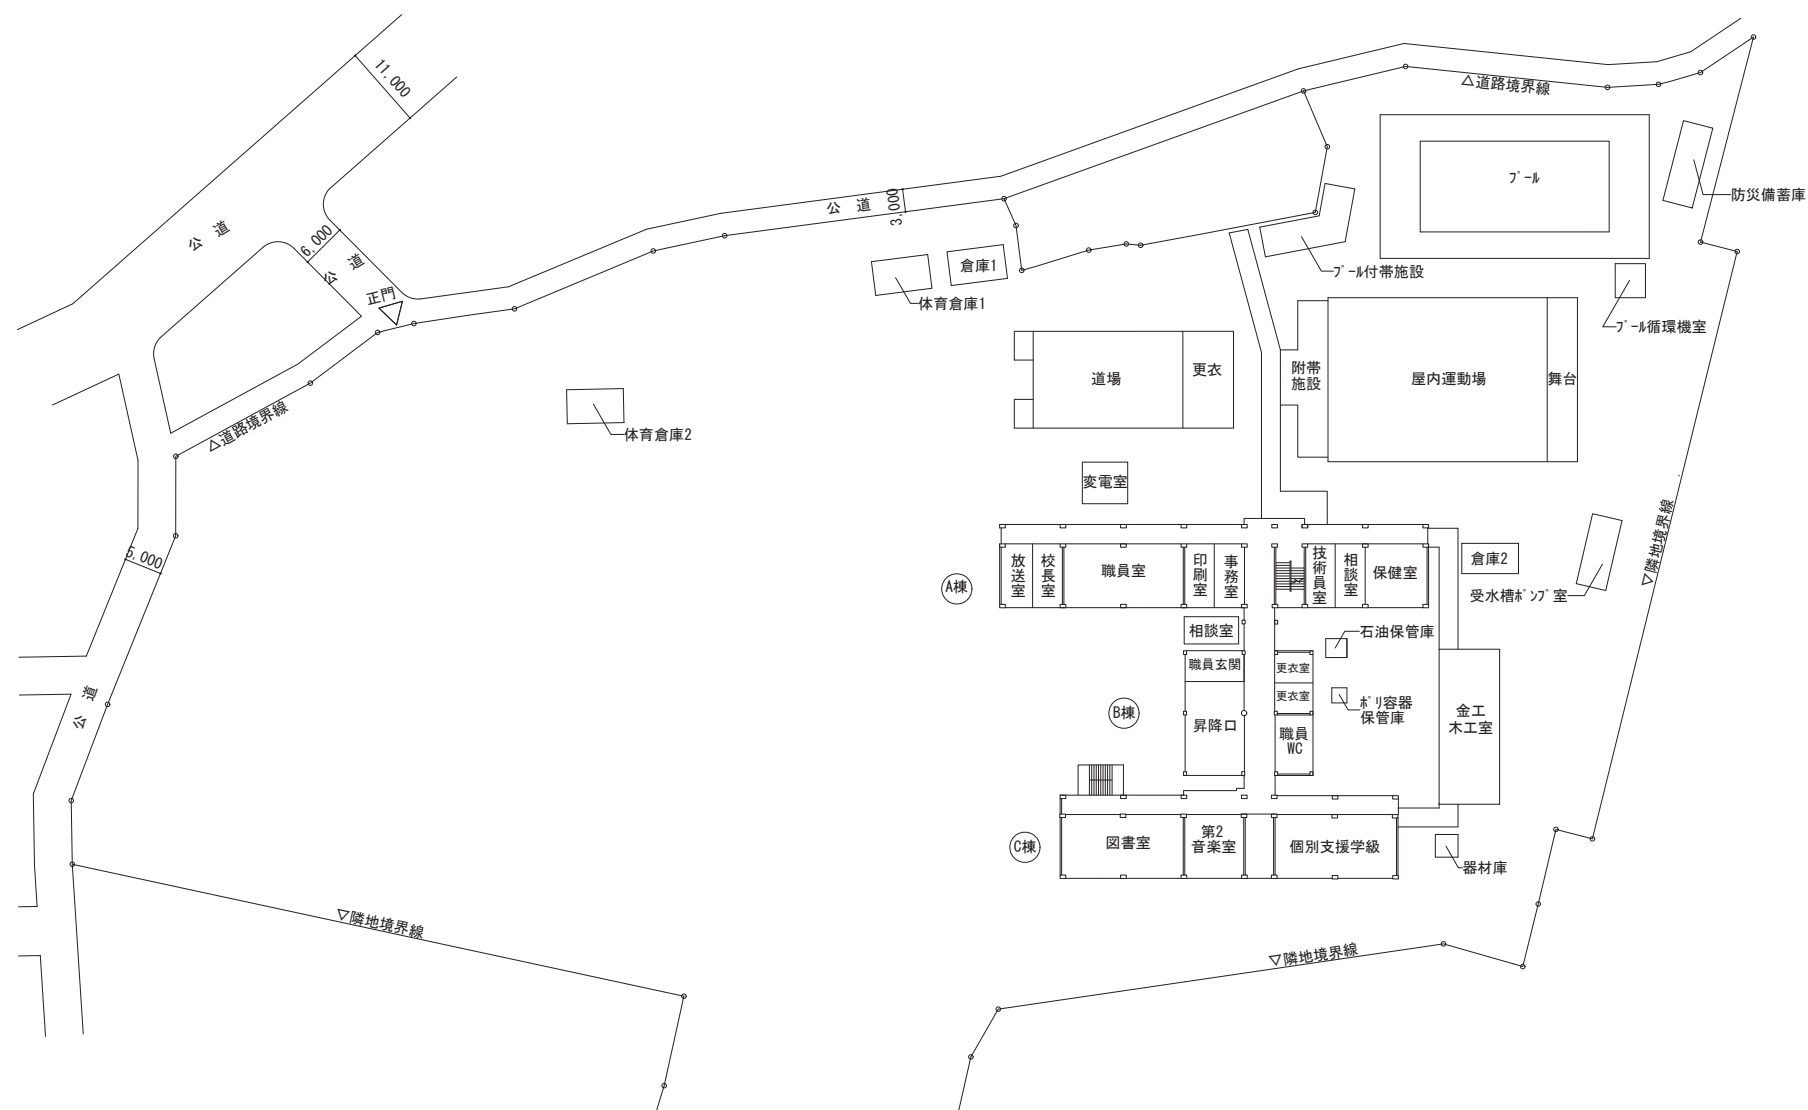 11,000
△道路境界線
プール
防災備蓄庫
公道
3,000
公道
6,000
公道
正門
倉庫1
体育倉庫1
プール付帯施設
プール循環機室
道場
更衣
附帯
施設
屋内運動場
舞台
△道路境界線
体育倉庫2
変電室
▽隣地境界線
5,000
A棟
放送室
校長室
職員室
印刷室
事務室
技術員室
相談室
保健室
倉庫2
受水槽ポンプ室
相談室
石油保管庫
職員玄関
更衣室
更衣室
ポリ容器
保管庫
公道
B棟
昇降口
職員
WC
金工
木工室
C棟
図書室
第2
音楽室
個別支援学級
器材庫
▽隣地境界線
▽隣地境界線